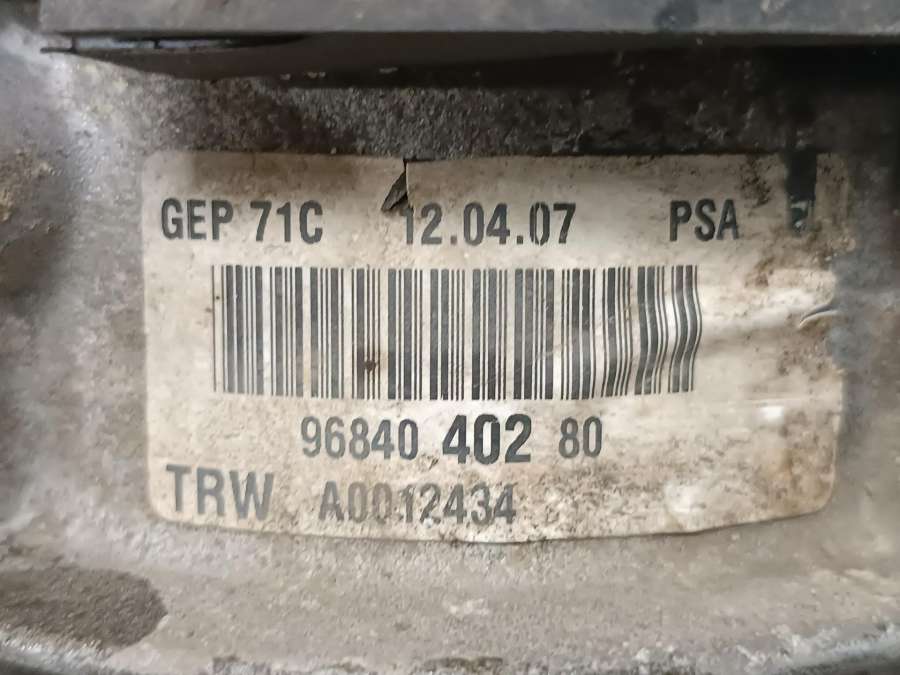 GEP 71C 12.04.07 PSA
96840 402 80
TRW A0012434